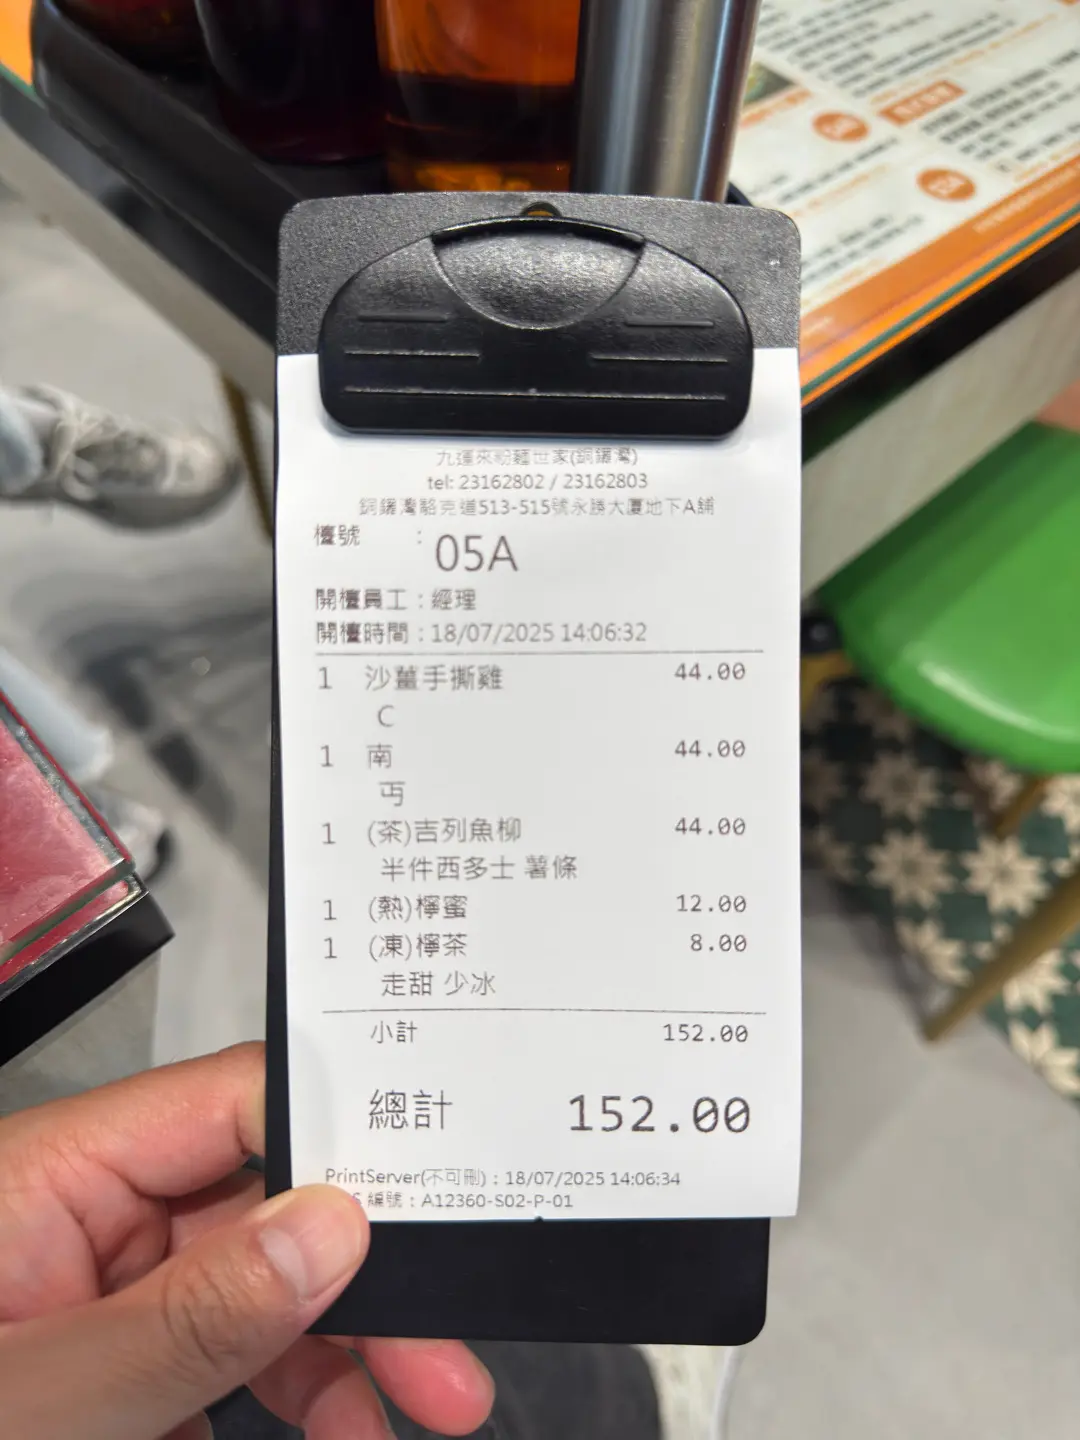 九運來粉麵世家(銅鑼灣)
tel: 23162802 / 23162803
銅鑼灣駱克道513-515號永勝大廈地下A舖
檯號 : 05A
開檯員工 : 經理
開檯時間 : 18/07/2025 14:06:32
1 沙薑手撕雞 44.00
C
1 南 44.00
丐
1 (茶)吉列魚柳 44.00
半件西多士 薯條
1 (熱)檸蜜 12.00
1 (凍)檸茶 8.00
走甜 少冰
小計 152.00
總計 152.00
PrintServer(不可刪) : 18/07/2025 14:06:34
編號 : A12360-S02-P-01